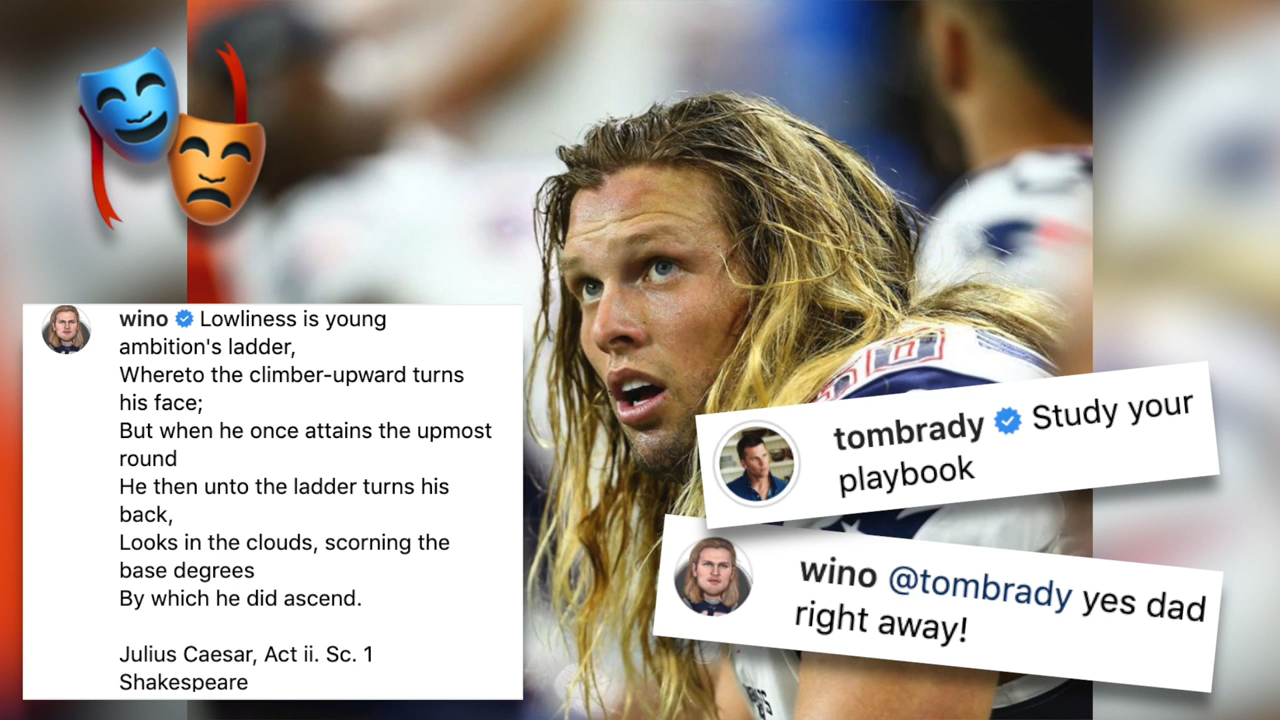 wino Lowliness is young
ambition's ladder,
Whereto the climber-upward turns
his face;
But when he once attains the upmost
round
He then unto the ladder turns his
back,
Looks in the clouds, scorning the
base degrees
By which he did ascend.
Julius Caesar, Act ii. Sc. 1
Shakespeare
tombrady Study your
playbook
wino @tombrady yes dad
right away!